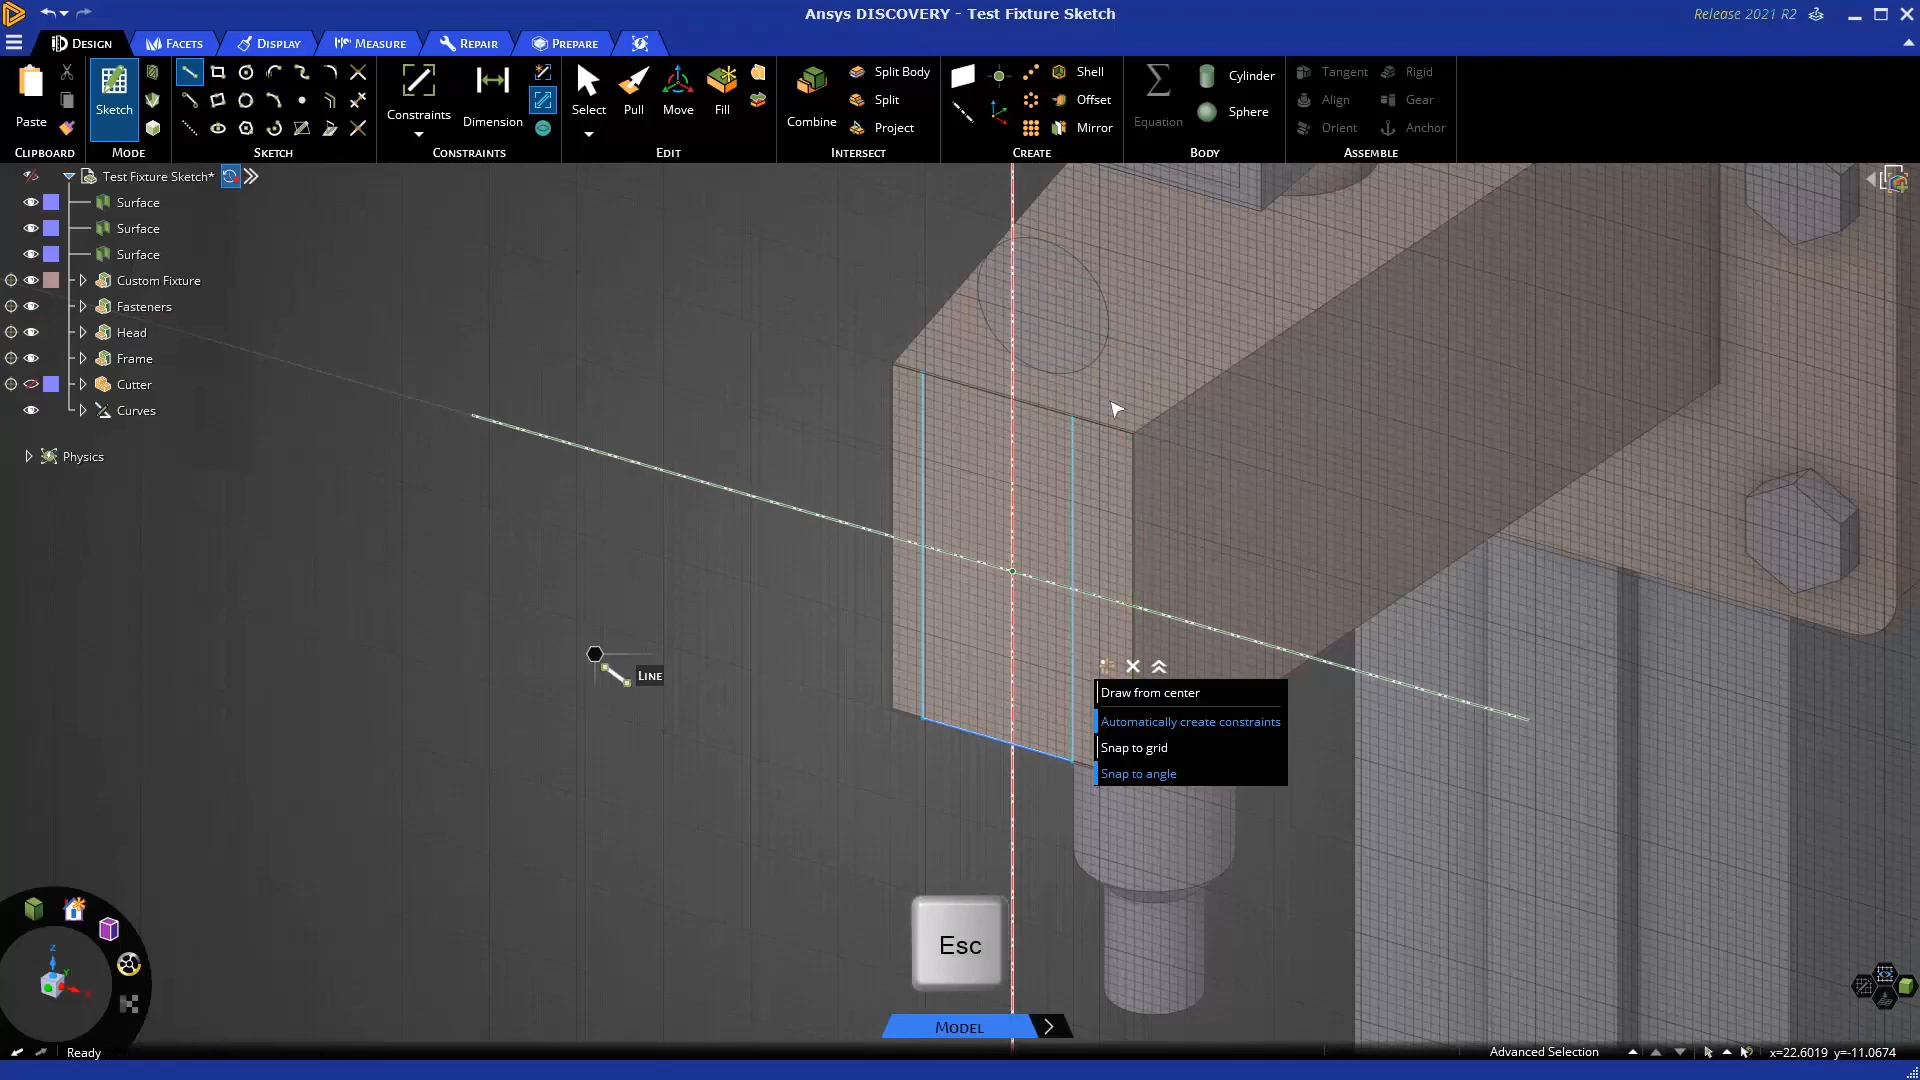 Ansys DISCOVERY - Test Fixture Sketch
Release 2021 R2
Design
Facets
Display
Measure
Repair
Prepare
Paste
Clipboard
Sketch
Mode
Sketch
Constraints
Dimension
Constraints
Select
Pull
Move
Fill
Edit
Combine
Split Body
Split
Project
Intersect
Shell
Offset
Mirror
Create
Equation
Cylinder
Sphere
Body
Tangent
Rigid
Align
Gear
Orient
Anchor
Assemble
Test Fixture Sketch*
Surface
Surface
Surface
Custom Fixture
Fasteners
Head
Frame
Cutter
Curves
Physics
Line
Draw from center
Automatically create constraints
Snap to grid
Snap to angle
Esc
Z
Y
X
Model
Ready
Advanced Selection
x=22.6019 y=-11.0674